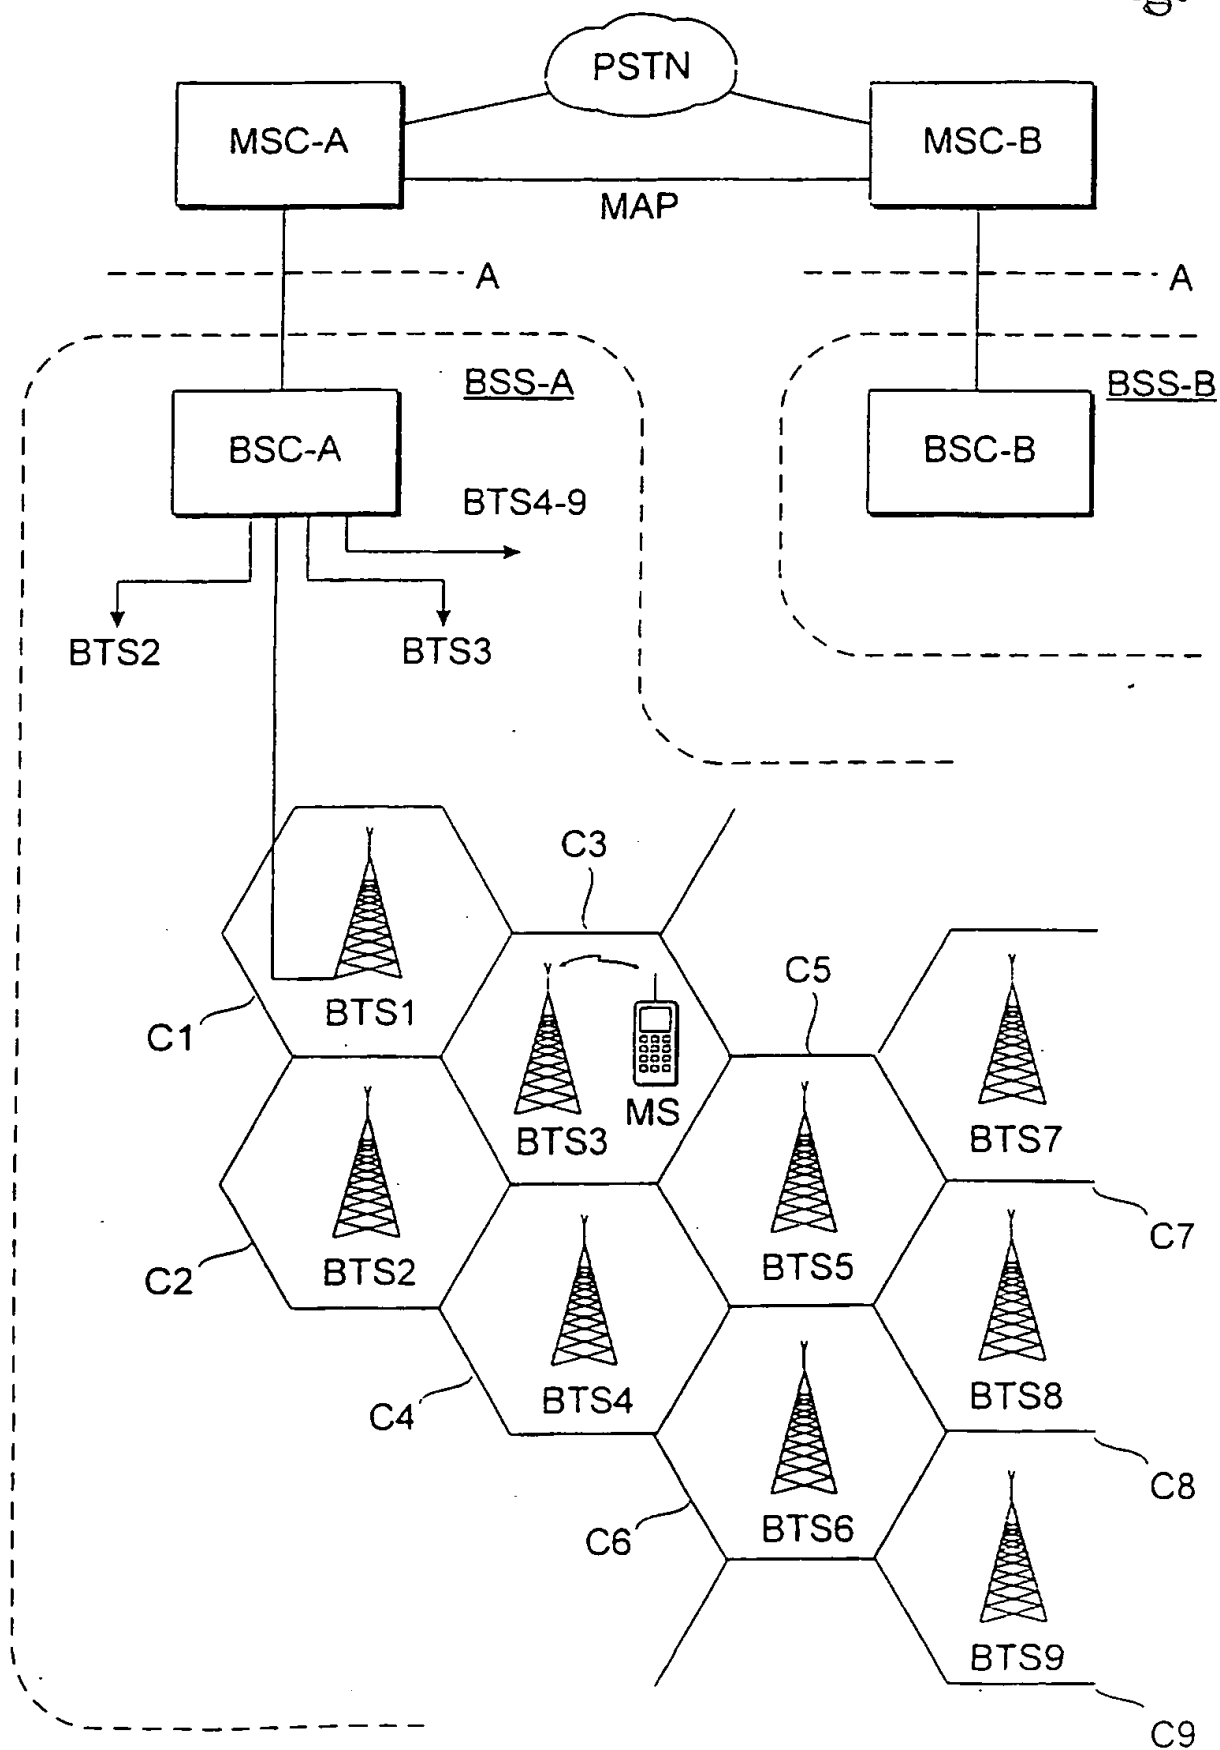 g.
PSTN
MSC-A
MSC-B
MAP
A
A
BSS-A
BSS-B
BSC-A
BSC-B
BTS4-9
BTS2
BTS3
C3
C5
BTS1
C1
MS
BTS3
BTS7
C7
BTS2
C2
BTS5
BTS4
C4
BTS8
C8
BTS6
C6
BTS9
C9